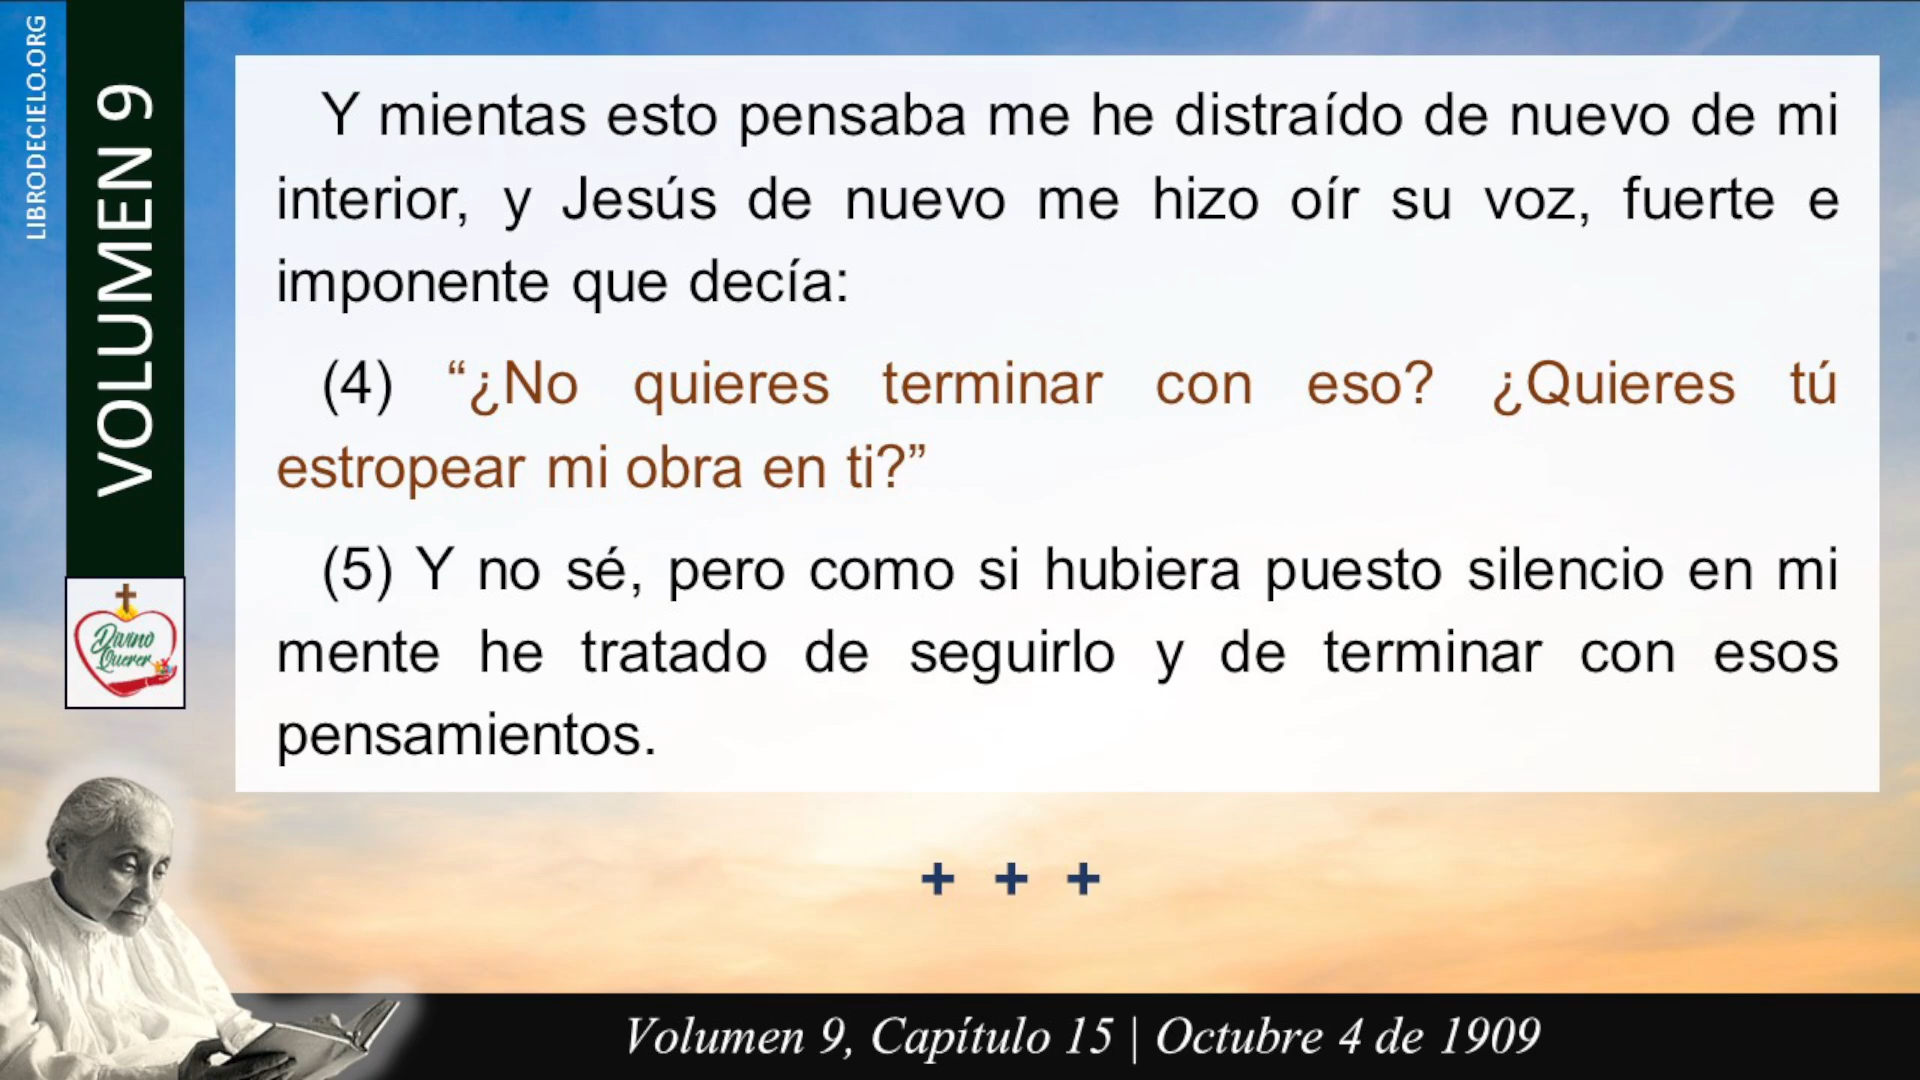 LIBRODECIELO.ORG
VOLUMEN 9
Y mientas esto pensaba me he distraído de nuevo de mi
interior, y Jesús de nuevo me hizo oír su voz, fuerte e
imponente que decía:
(4) “¿No quieres terminar con eso? ¿Quieres tú
estropear mi obra en ti?”
(5) Y no sé, pero como si hubiera puesto silencio en mi
mente he tratado de seguirlo y de terminar con esos
pensamientos.
Divino
Querer
+ + +
Volumen 9, Capítulo 15 | Octubre 4 de 1909